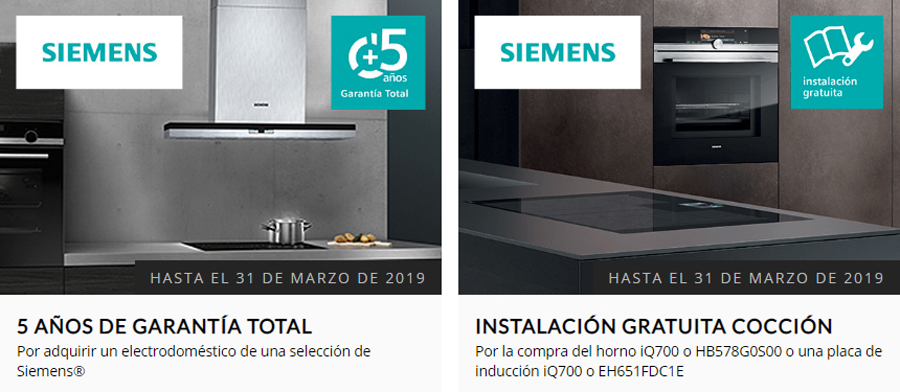 SIEMENS
+5
años
Garantía Total
HASTA EL 31 DE MARZO DE 2019
5 AÑOS DE GARANTÍA TOTAL
Por adquirir un electrodoméstico de una selección de
Siemens®
SIEMENS
instalación
gratuita
HASTA EL 31 DE MARZO DE 2019
INSTALACIÓN GRATUITA COCCIÓN
Por la compra del horno iQ700 o HB578G0S00 o una placa de
inducción iQ700 o EH651FDC1E